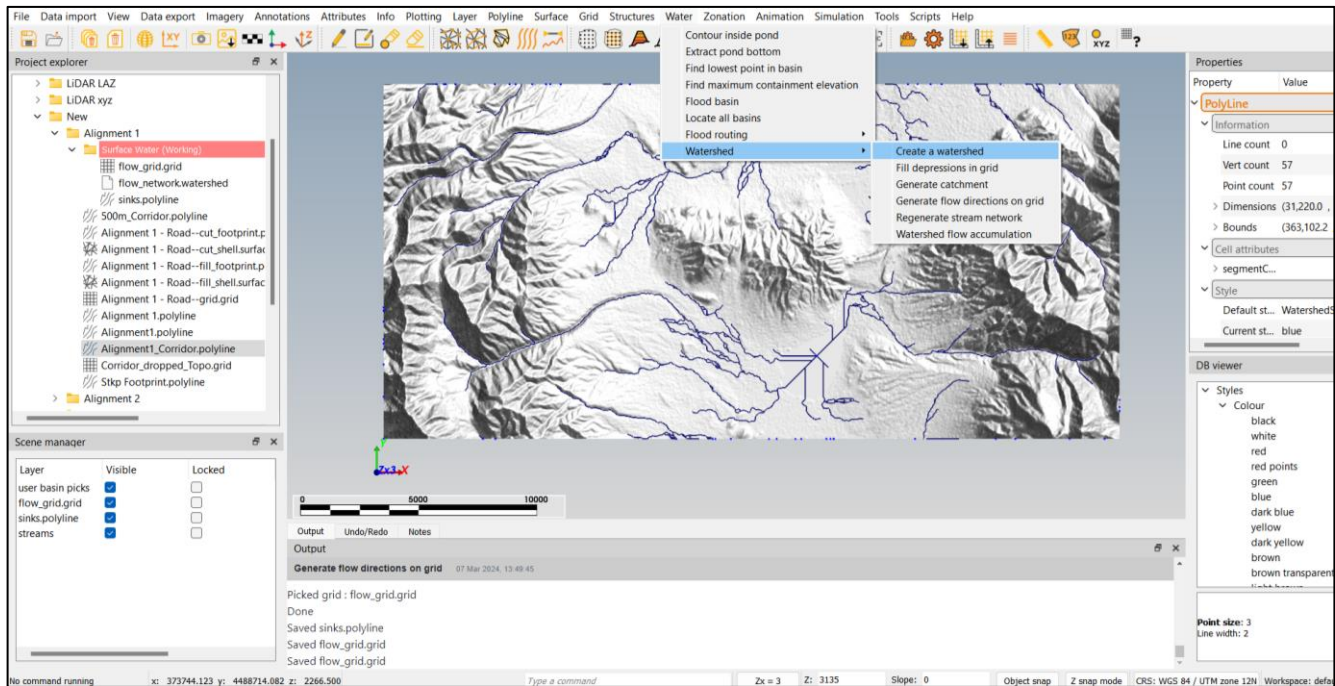 File Data import View Data export Imagery Annotations Attributes Info Plotting Layer Polyline Surface Grid Structures Water Zonation Animation Simulation Tools Scripts Help
XY
Z
12X
XYZ
?
Contour inside pond
Extract pond bottom
Find lowest point in basin
Find maximum containment elevation
Flood basin
Locate all basins
Flood routing
Watershed
Create a watershed
Fill depressions in grid
Generate catchment
Generate flow directions on grid
Regenerate stream network
Watershed flow accumulation
Project explorer
LiDAR LAZ
LiDAR xyz
New
Alignment 1
Surface Water (Working)
flow_grid.grid
flow_network.watershed
sinks.polyline
500m_Corridor.polyline
Alignment 1 - Road--cut_footprint.p
Alignment 1 - Road--cut_shell.surfac
Alignment 1 - Road--fill_footprint.p
Alignment 1 - Road--fill_shell.surfac
Alignment 1 - Road--grid.grid
Alignment 1.polyline
Alignment1.polyline
Alignment1_Corridor.polyline
Corridor_dropped_Topo.grid
Stkp Footprint.polyline
Alignment 2
Scene manager
Layer Visible Locked
user basin picks
flow_grid.grid
sinks.polyline
streams
Y
Zx3 X
0 5000 10000
Output Undo/Redo Notes
Output
Generate flow directions on grid 07 Mar 2024, 13:49:45
Picked grid : flow_grid.grid
Done
Saved sinks.polyline
Saved flow_grid.grid
Saved flow_grid.grid
Properties
Property Value
PolyLine
Information
Line count 0
Vert count 57
Point count 57
Dimensions (31,220.0 ,
Bounds (363,102.2
Cell attributes
segmentC...
Style
Default st... WatershedS
Current st... blue
DB viewer
Styles
Colour
black
white
red
red points
green
blue
dark blue
yellow
dark yellow
brown
brown transparent
light brown
Point size: 3
Line width: 2
No command running x: 373744.123 y: 4488714.082 z: 2266.500 Type a command Zx = 3 Z: 3135 Slope: 0 Object snap Z snap mode CRS: WGS 84 / UTM zone 12N Workspace: defau